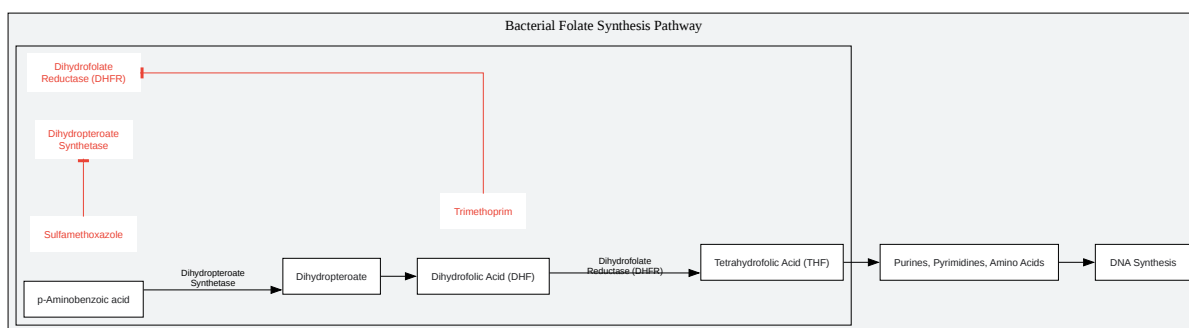 Bacterial Folate Synthesis Pathway
Dihydrofolate
Reductase (DHFR)
Dihydropteroate
Synthetase
Trimethoprim
Sulfamethoxazole
p-Aminobenzoic acid
Dihydropteroate
Synthetase
Dihydropteroate
Dihydrofolic Acid (DHF)
Dihydrofolate
Reductase (DHFR)
Tetrahydrofolic Acid (THF)
Purines, Pyrimidines, Amino Acids
DNA Synthesis